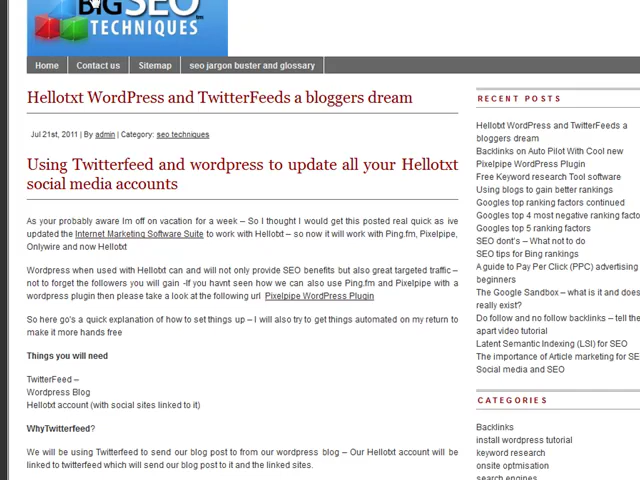 BIG SEO
TECHNIQUES
Home
Contact us
Sitemap
seo jargon buster and glossary
Hellotxt WordPress and TwitterFeeds a bloggers dream
Jul 21st, 2011 | By admin | Category: seo techniques
Using Twitterfeed and wordpress to update all your Hellotxt
social media accounts
As your probably aware Im off on vacation for a week – So I thought I would get this posted real quick as ive
updated the Internet Marketing Software Suite to work with Hellotxt – so now it will work with Ping.fm, Pixelpipe,
Onlywire and now Hellotxt
Wordpress when used with Hellotxt can and will not only provide SEO benefits but also great targeted traffic –
not to forget the followers you will gain -If you havnt seen how we can also use Ping.fm and Pixelpipe with a
wordpress plugin then please take a look at the following url Pixelpipe WordPress Plugin
So here go's a quick explanation of how to set things up – I will also try to get things automated on my return to
make it more hands free
Things you will need
TwitterFeed –
Wordpress Blog
Hellotxt account (with social sites linked to it)
WhyTwitterfeed?
We will be using Twitterfeed to send our blog post to from our wordpress blog – Our Hellotxt account will be
linked to twitterfeed which will send our blog post to it and the linked sites.
RECENT POSTS
Hellotxt WordPress and TwitterFeeds a
bloggers dream
Backlinks on Auto Pilot With Cool new
Pixelpipe WordPress Plugin
Free Keyword research Tool software
Using blogs to gain better rankings
Googles top ranking factors continued
Googles top 4 most negative ranking facto
Googles top 5 ranking factors
SEO dont's – What not to do
SEO tips for Bing rankings
A guide to Pay Per Click (PPC) advertising
beginners
The Google Sandbox – what is it and does
really exist?
Do follow and no follow backlinks – tell the
apart video tutorial
Latent Semantic Indexing (LSI) for SEO
The importance of Article marketing for SE
Social media and SEO
CATEGORIES
Backlinks
install wordpress tutorial
keyword research
onsite optmisation
search engines